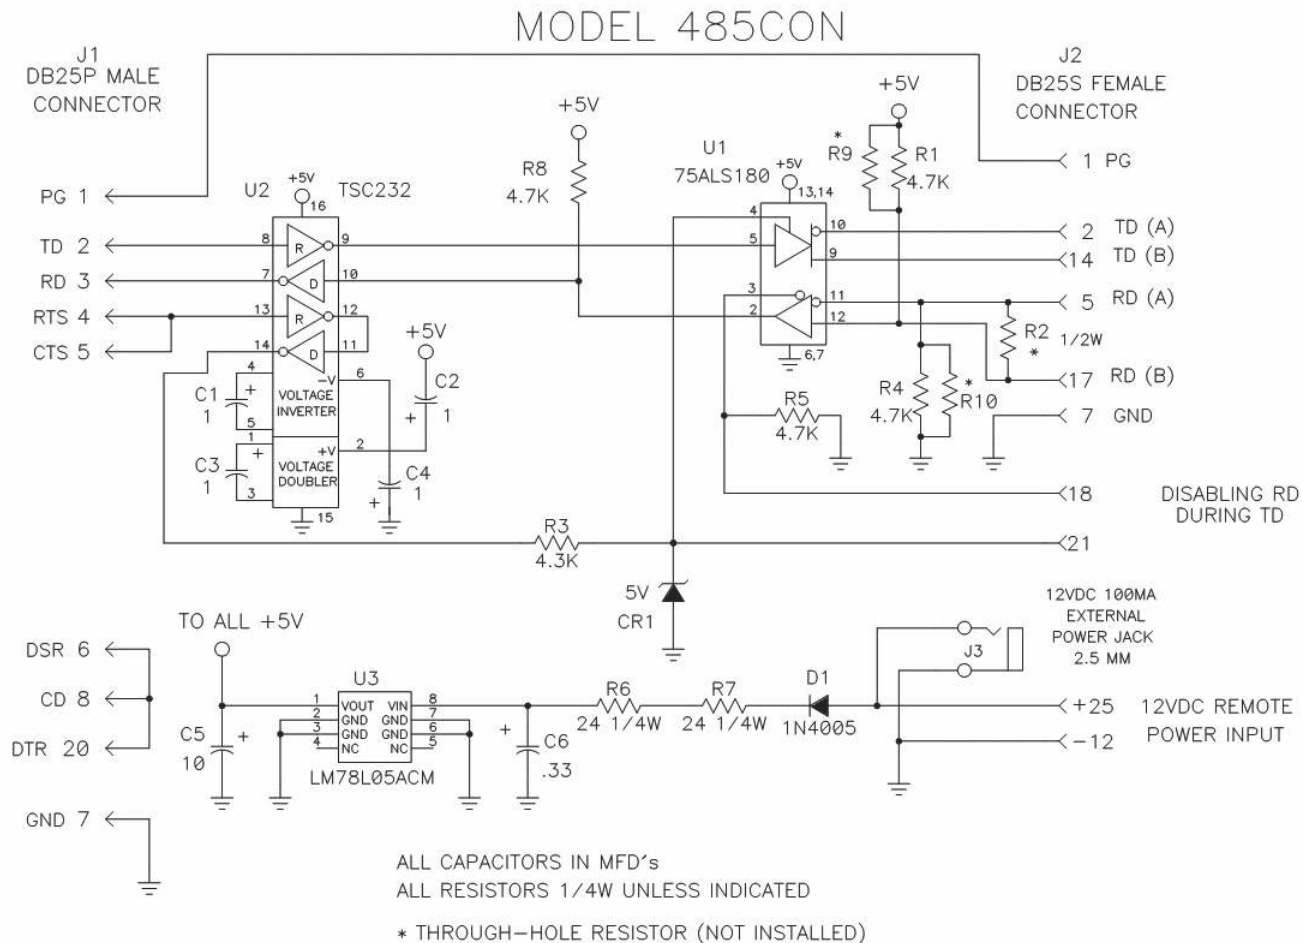 MODEL 485CON
J1
DB25P MALE
CONNECTOR
J2
DB25S FEMALE
CONNECTOR
+5V
+5V
* R9
R1
4.7K
1 PG
R8
4.7K
U1
75ALS180
+5V
13,14
PG 1
U2
+5V
TSC232
16
TD 2
8
R
9
4
5
10
9
2 TD (A)
14 TD (B)
RD 3
7
D
10
3
2
11
12
5 RD (A)
RTS 4
13
R
12
R2 1/2W
*
CTS 5
14
D
11
+5V
6,7
17 RD (B)
4
C1
1
+
5
-V
6
VOLTAGE
INVERTER
C2
1
+
R4
4.7K
*
R10
R5
4.7K
7 GND
1
C3
1
+
3
+V
2
VOLTAGE
DOUBLER
C4
1
+
15
18
DISABLING RD
DURING TD
R3
4.3K
21
5V
CR1
12VDC 100MA
EXTERNAL
POWER JACK
2.5 MM
J3
TO ALL +5V
DSR 6
CD 8
DTR 20
U3
1 VOUT VIN 8
2 GND GND 7
3 GND GND 6
4 NC NC 5
LM78L05ACM
C5
10
+
R6
24 1/4W
R7
24 1/4W
D1
1N4005
+
C6
.33
+25
-12
12VDC REMOTE
POWER INPUT
GND 7
ALL CAPACITORS IN MFD's
ALL RESISTORS 1/4W UNLESS INDICATED
* THROUGH-HOLE RESISTOR (NOT INSTALLED)